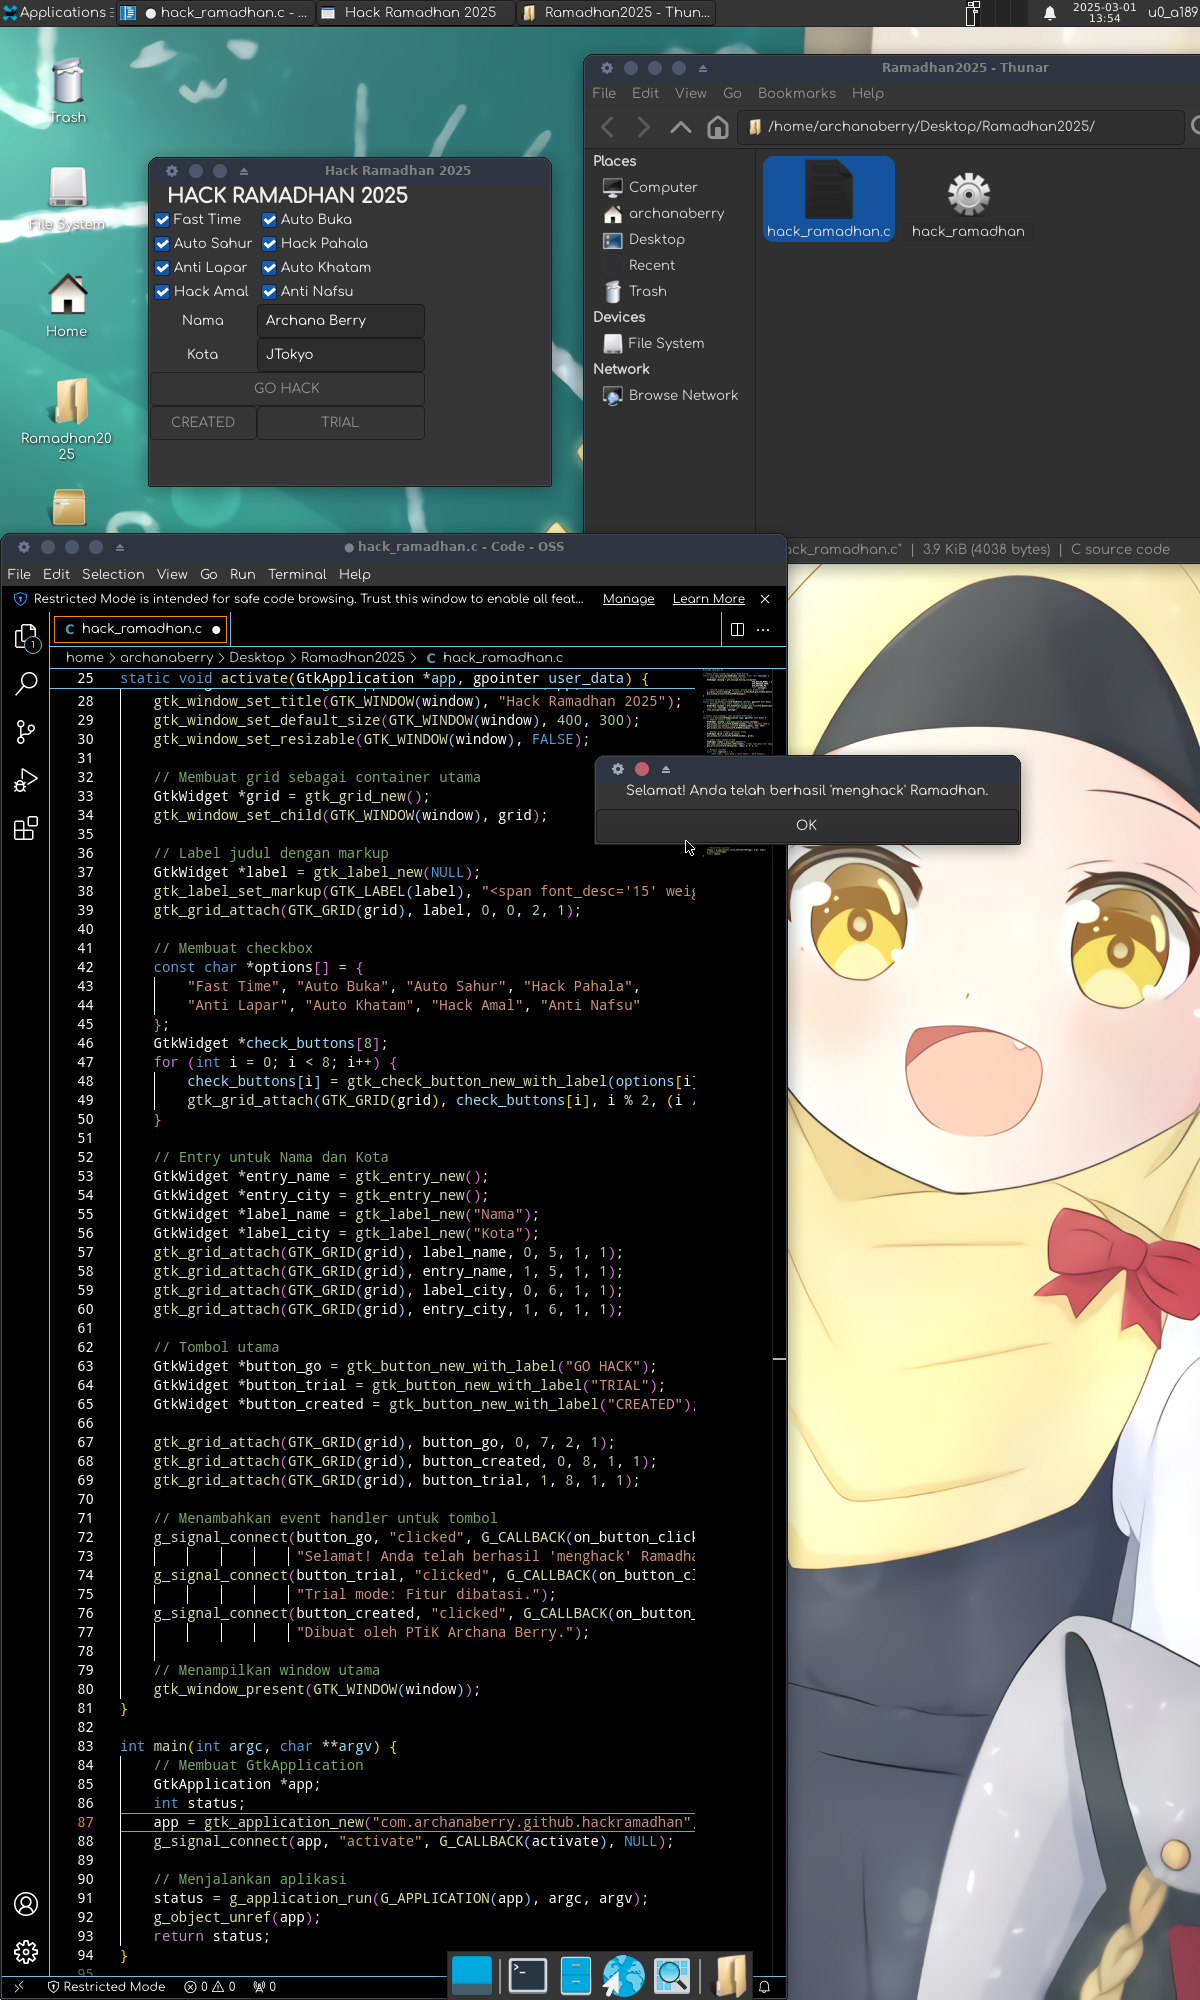 Applications
hack_ramadhan.c - ...
Hack Ramadhan 2025
Ramadhan2025 - Thun...
2025-03-01
13:54
u0_a189
Trash
File System
Home
Ramadhan20
25
Hack Ramadhan 2025
HACK RAMADHAN 2025
Fast Time
Auto Buka
Auto Sahur
Hack Pahala
Anti Lapar
Auto Khatam
Hack Amal
Anti Nafsu
Nama
Archana Berry
Kota
JTokyo
GO HACK
CREATED
TRIAL
Ramadhan2025 - Thunar
File Edit View Go Bookmarks Help
/home/archanaberry/Desktop/Ramadhan2025/
Places
Computer
archanaberry
Desktop
Recent
Trash
Devices
File System
Network
Browse Network
hack_ramadhan.c
hack_ramadhan
ack_ramadhan.c" | 3.9 KiB (4038 bytes) | C source code
● hack_ramadhan.c - Code - OSS
File Edit Selection View Go Run Terminal Help
Restricted Mode is intended for safe code browsing. Trust this window to enable all feat... Manage Learn More
1
C hack_ramadhan.c
home > archanaberry > Desktop > Ramadhan2025 > C hack_ramadhan.c
25 static void activate(GtkApplication *app, gpointer user_data) {
28 gtk_window_set_title(GTK_WINDOW(window), "Hack Ramadhan 2025");
29 gtk_window_set_default_size(GTK_WINDOW(window), 400, 300);
30 gtk_window_set_resizable(GTK_WINDOW(window), FALSE);
31
32 // Membuat grid sebagai container utama
33 GtkWidget *grid = gtk_grid_new();
34 gtk_window_set_child(GTK_WINDOW(window), grid);
35
36 // Label judul dengan markup
37 GtkWidget *label = gtk_label_new(NULL);
38 gtk_label_set_markup(GTK_LABEL(label), "<span font_desc='15' weig
39 gtk_grid_attach(GTK_GRID(grid), label, 0, 0, 2, 1);
40
41 // Membuat checkbox
42 const char *options[] = {
43 "Fast Time", "Auto Buka", "Auto Sahur", "Hack Pahala",
44 "Anti Lapar", "Auto Khatam", "Hack Amal", "Anti Nafsu"
45 };
46 GtkWidget *check_buttons[8];
47 for (int i = 0; i < 8; i++) {
48 check_buttons[i] = gtk_check_button_new_with_label(options[i]
49 gtk_grid_attach(GTK_GRID(grid), check_buttons[i], i % 2, (i /
50 }
51
52 // Entry untuk Nama dan Kota
53 GtkWidget *entry_name = gtk_entry_new();
54 GtkWidget *entry_city = gtk_entry_new();
55 GtkWidget *label_name = gtk_label_new("Nama");
56 GtkWidget *label_city = gtk_label_new("Kota");
57 gtk_grid_attach(GTK_GRID(grid), label_name, 0, 5, 1, 1);
58 gtk_grid_attach(GTK_GRID(grid), entry_name, 1, 5, 1, 1);
59 gtk_grid_attach(GTK_GRID(grid), label_city, 0, 6, 1, 1);
60 gtk_grid_attach(GTK_GRID(grid), entry_city, 1, 6, 1, 1);
61
62 // Tombol utama
63 GtkWidget *button_go = gtk_button_new_with_label("GO HACK");
64 GtkWidget *button_trial = gtk_button_new_with_label("TRIAL");
65 GtkWidget *button_created = gtk_button_new_with_label("CREATED");
66
67 gtk_grid_attach(GTK_GRID(grid), button_go, 0, 7, 2, 1);
68 gtk_grid_attach(GTK_GRID(grid), button_created, 0, 8, 1, 1);
69 gtk_grid_attach(GTK_GRID(grid), button_trial, 1, 8, 1, 1);
70
71 // Menambahkan event handler untuk tombol
72 g_signal_connect(button_go, "clicked", G_CALLBACK(on_button_click
73 "Selamat! Anda telah berhasil 'menghack' Ramadha
74 g_signal_connect(button_trial, "clicked", G_CALLBACK(on_button_cl
75 "Trial mode: Fitur dibatasi.");
76 g_signal_connect(button_created, "clicked", G_CALLBACK(on_button_
77 "Dibuat oleh PTiK Archana Berry.");
78
79 // Menampilkan window utama
80 gtk_window_present(GTK_WINDOW(window));
81 }
82
83 int main(int argc, char **argv) {
84 // Membuat GtkApplication
85 GtkApplication *app;
86 int status;
87 app = gtk_application_new("com.archanaberry.github.hackramadhan",
88 g_signal_connect(app, "activate", G_CALLBACK(activate), NULL);
89
90 // Menjalankan aplikasi
91 status = g_application_run(G_APPLICATION(app), argc, argv);
92 g_object_unref(app);
93 return status;
94 }
95
Restricted Mode 0 0 0
Selamat! Anda telah berhasil 'menghack' Ramadhan.
OK